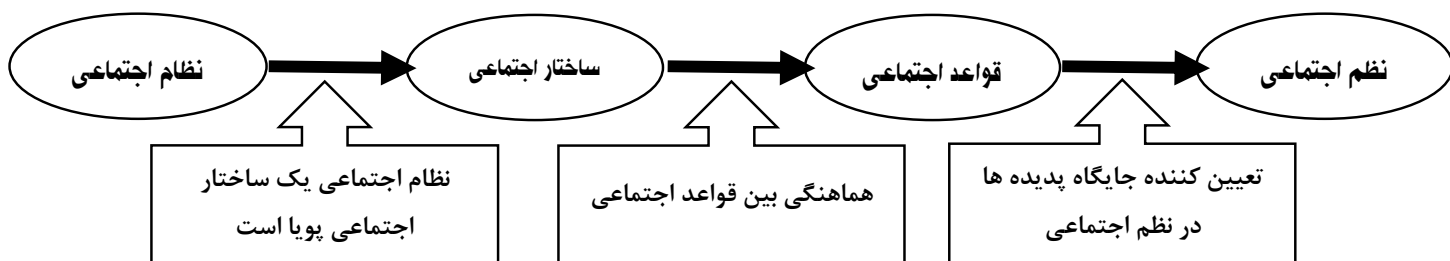 نظم اجتماعی
قواعد اجتماعی
ساختار اجتماعی
نظام اجتماعی
تعیین کننده جایگاه پدیده ها
در نظم اجتماعی
هماهنگی بین قواعد اجتماعی
نظام اجتماعی یک ساختار
اجتماعی پویا است